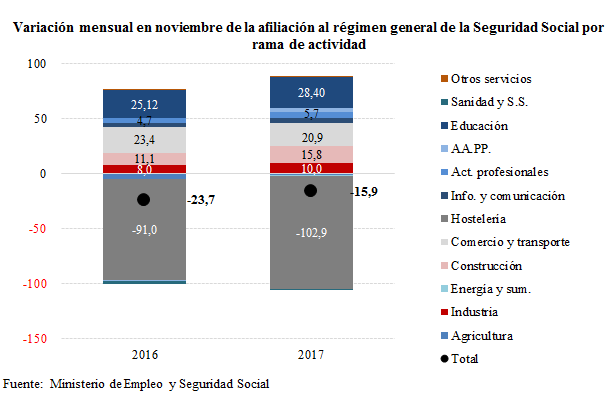 Variación mensual en noviembre de la afiliación al régimen general de la Seguridad Social por
rama de actividad
100
50
0
-50
-100
-150
25,12
4,7
23,4
11,1
8,0
-23,7
-91,0
28,40
5,7
20,9
15,8
10,0
-15,9
-102,9
2016
2017
Otros servicios
Sanidad y S.S.
Educación
AA.PP.
Act. profesionales
Info. y comunicación
Hostelería
Comercio y transporte
Construcción
Energía y sum.
Industria
Agricultura
Total
Fuente: Ministerio de Empleo y Seguridad Social